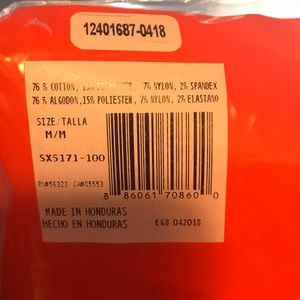 12401687-0418
76 % COTTON, 15% POLYESTER , 7% NYLON, 2% SPANDEX
76 % ALGODON,15% POLIESTER , 7% NYLON, 2% ELASTANO
SIZE/TALLA
M/M
SX5171-100
RN#56323 CA#05553
8 86061 70860 0
MADE IN HONDURAS
HECHO EN HONDURAS
EGB 042018